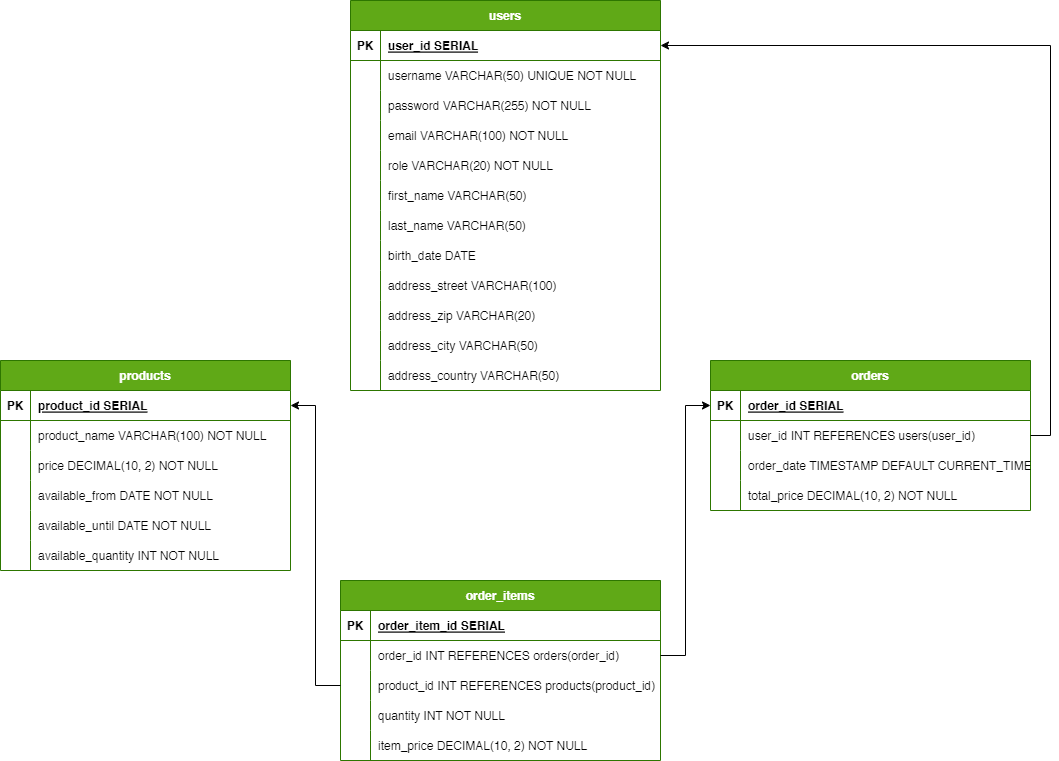 users
PK user_id SERIAL
username VARCHAR(50) UNIQUE NOT NULL
password VARCHAR(255) NOT NULL
email VARCHAR(100) NOT NULL
role VARCHAR(20) NOT NULL
first_name VARCHAR(50)
last_name VARCHAR(50)
birth_date DATE
address_street VARCHAR(100)
address_zip VARCHAR(20)
address_city VARCHAR(50)
address_country VARCHAR(50)
products
PK product_id SERIAL
product_name VARCHAR(100) NOT NULL
price DECIMAL(10, 2) NOT NULL
available_from DATE NOT NULL
available_until DATE NOT NULL
available_quantity INT NOT NULL
orders
PK order_id SERIAL
user_id INT REFERENCES users(user_id)
order_date TIMESTAMP DEFAULT CURRENT_TIME
total_price DECIMAL(10, 2) NOT NULL
order_items
PK order_item_id SERIAL
order_id INT REFERENCES orders(order_id)
product_id INT REFERENCES products(product_id)
quantity INT NOT NULL
item_price DECIMAL(10, 2) NOT NULL